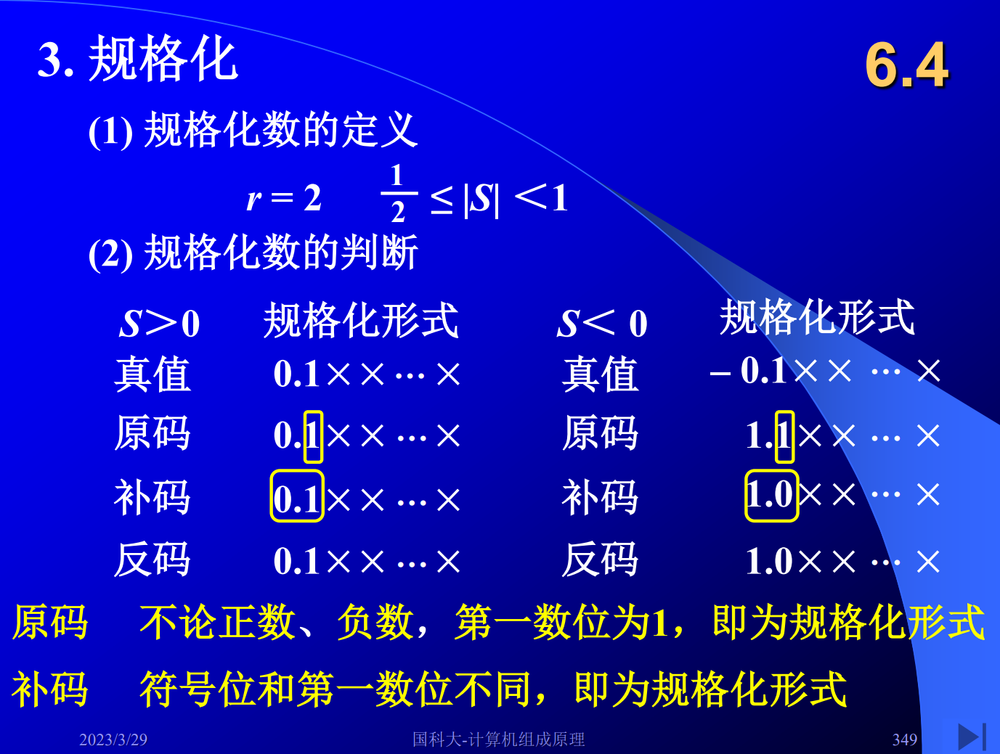 3. 规格化
6.4
(1) 规格化数的定义
r = 2 1/2 ≤ |S| ＜1
(2) 规格化数的判断
S＞0 规格化形式 S＜ 0 规格化形式
真值 0.1×× … × 真值 – 0.1×× … ×
原码 0.1×× … × 原码 1.1×× … ×
补码 0.1×× … × 补码 1.0×× … ×
反码 0.1×× … × 反码 1.0×× … ×
原码 不论正数、负数，第一数位为1，即为规格化形式
补码 符号位和第一数位不同，即为规格化形式
2023/3/29 国科大-计算机组成原理 349